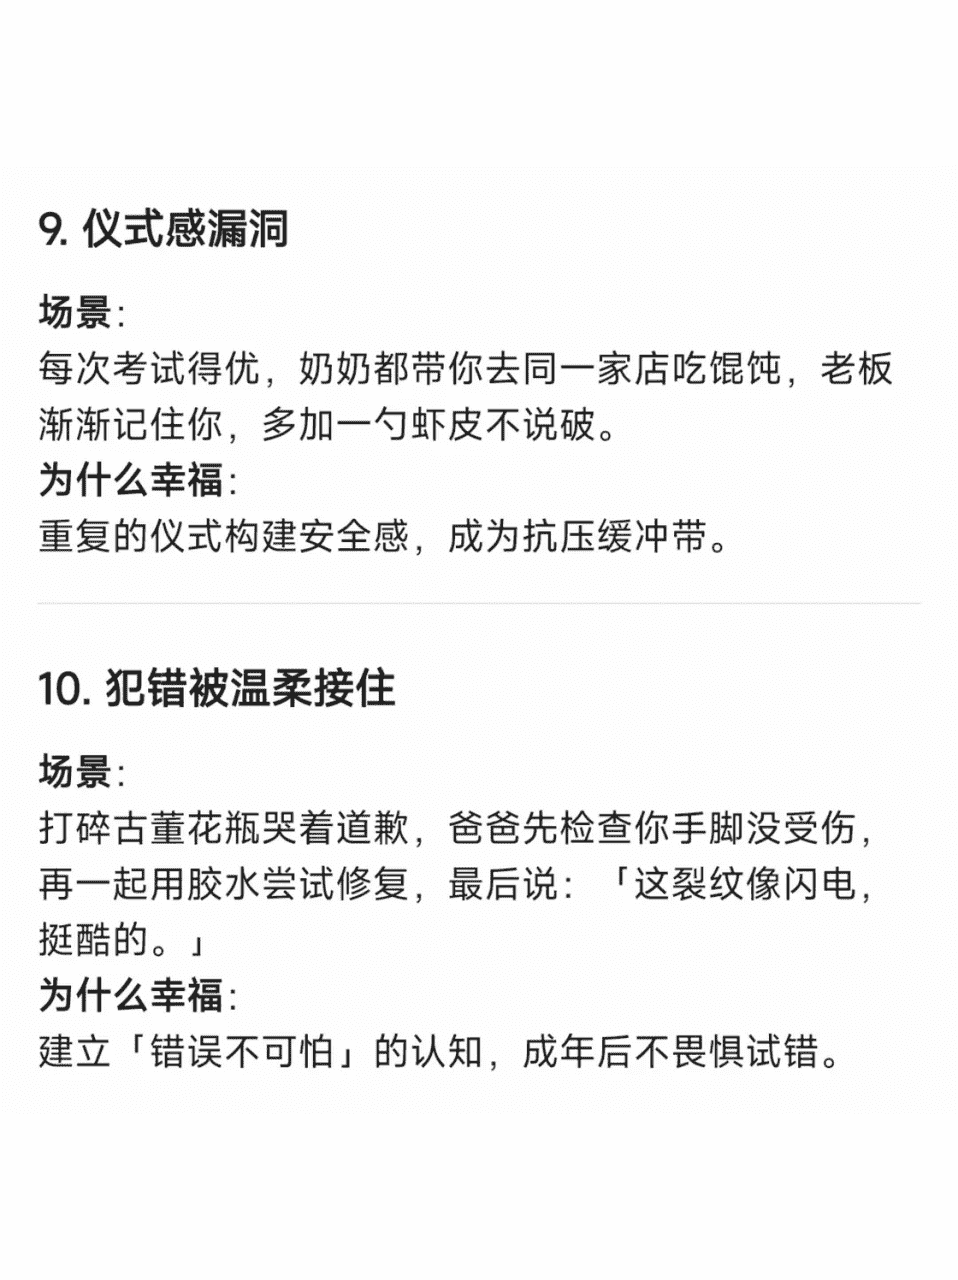 9. 仪式感漏洞
场景：
每次考试得优，奶奶都带你去同一家店吃馄饨，老板
渐渐记住你，多加一勺虾皮不说破。
为什么幸福：
重复的仪式构建安全感，成为抗压缓冲带。
10. 犯错被温柔接住
场景：
打碎古董花瓶哭着道歉，爸爸先检查你手脚没受伤，
再一起用胶水尝试修复，最后说：「这裂纹像闪电，
挺酷的。」
为什么幸福：
建立「错误不可怕」的认知，成年后不畏惧试错。